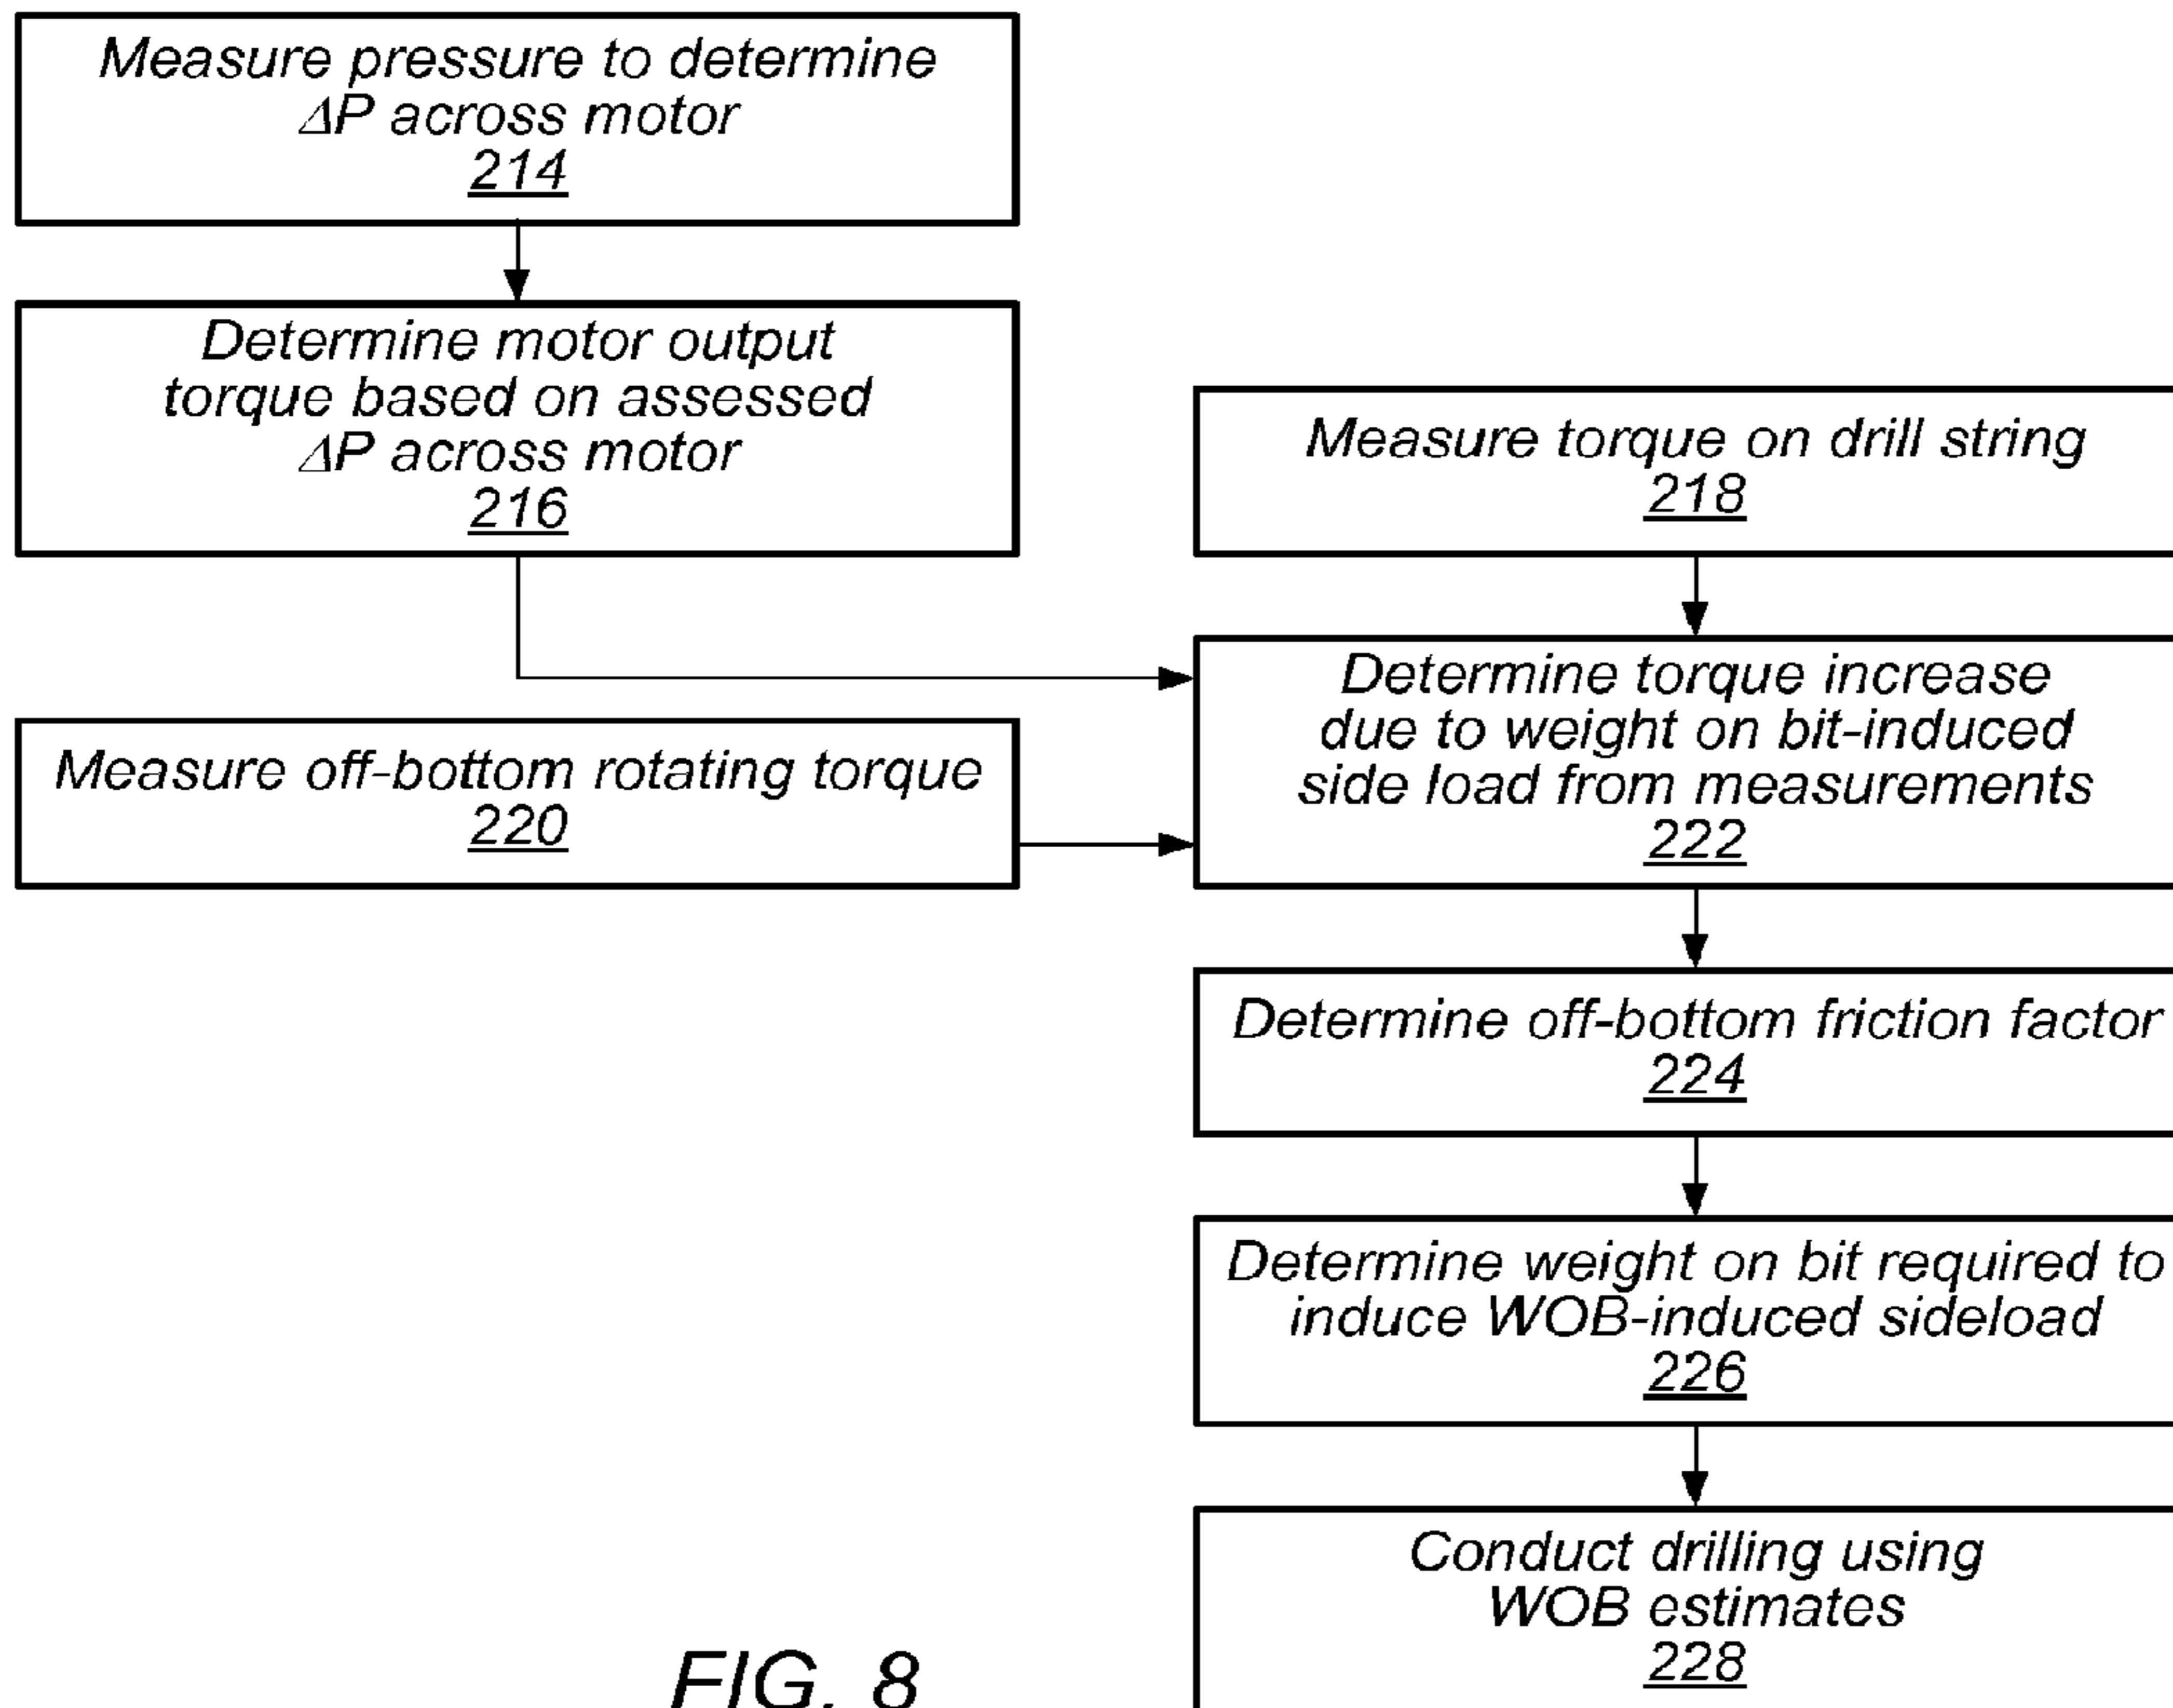 Measure pressure to determine
ΔP across motor
214
Determine motor output
torque based on assessed
ΔP across motor
216
Measure torque on drill string
218
Measure off-bottom rotating torque
220
Determine torque increase
due to weight on bit-induced
side load from measurements
222
Determine off-bottom friction factor
224
Determine weight on bit required to
induce WOB-induced sideload
226
Conduct drilling using
WOB estimates
228
FIG. 8